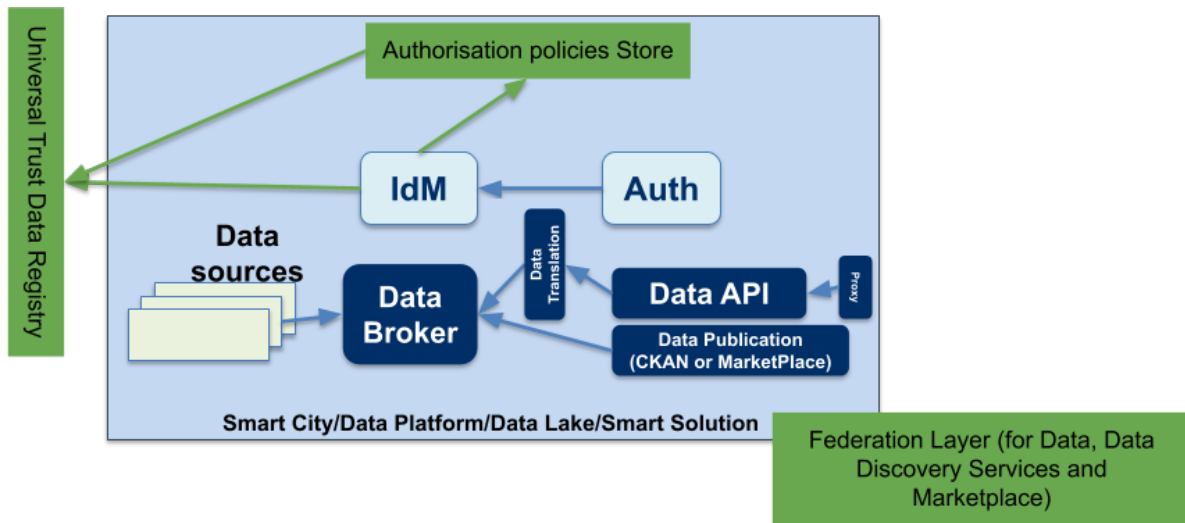 Universal Trust Data Registry
Authorisation policies Store
IdM
Auth
Data
sources
Data
Broker
Data
Translation
Data API
Proxy
Data Publication
(CKAN or MarketPlace)
Smart City/Data Platform/Data Lake/Smart Solution
Federation Layer (for Data, Data
Discovery Services and
Marketplace)